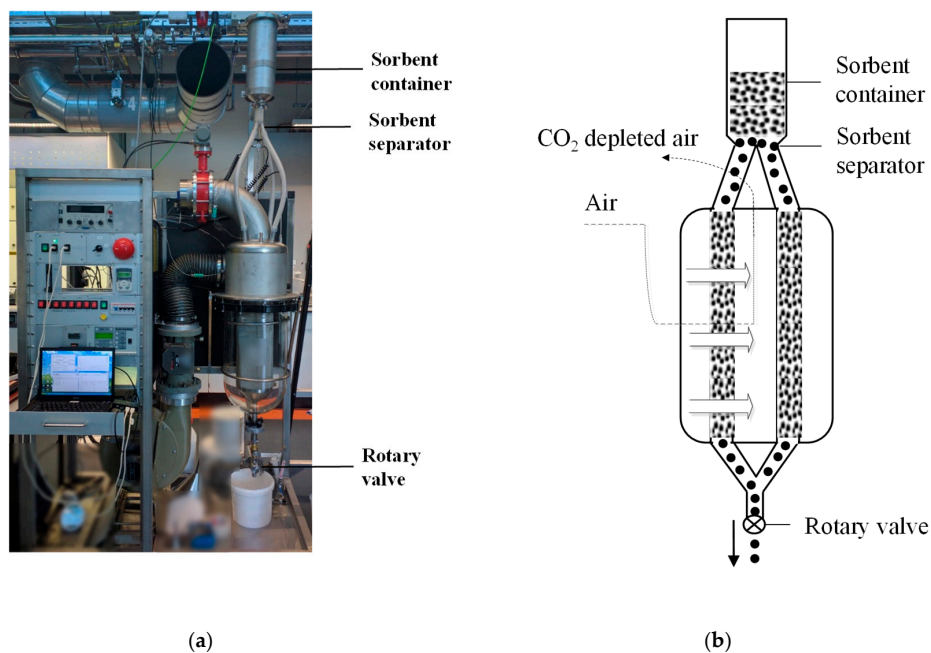 Sorbent
container
Sorbent
separator
Rotary
valve
(a)
Sorbent
container
CO₂ depleted air
Sorbent
separator
Air
Rotary valve
(b)